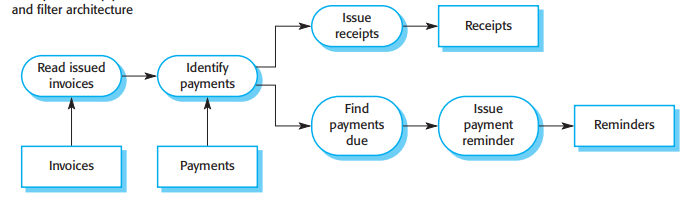 and filter architecture
Issue
receipts
Receipts
Read issued
invoices
Identify
payments
Find
payments
due
Issue
payment
reminder
Reminders
Invoices
Payments